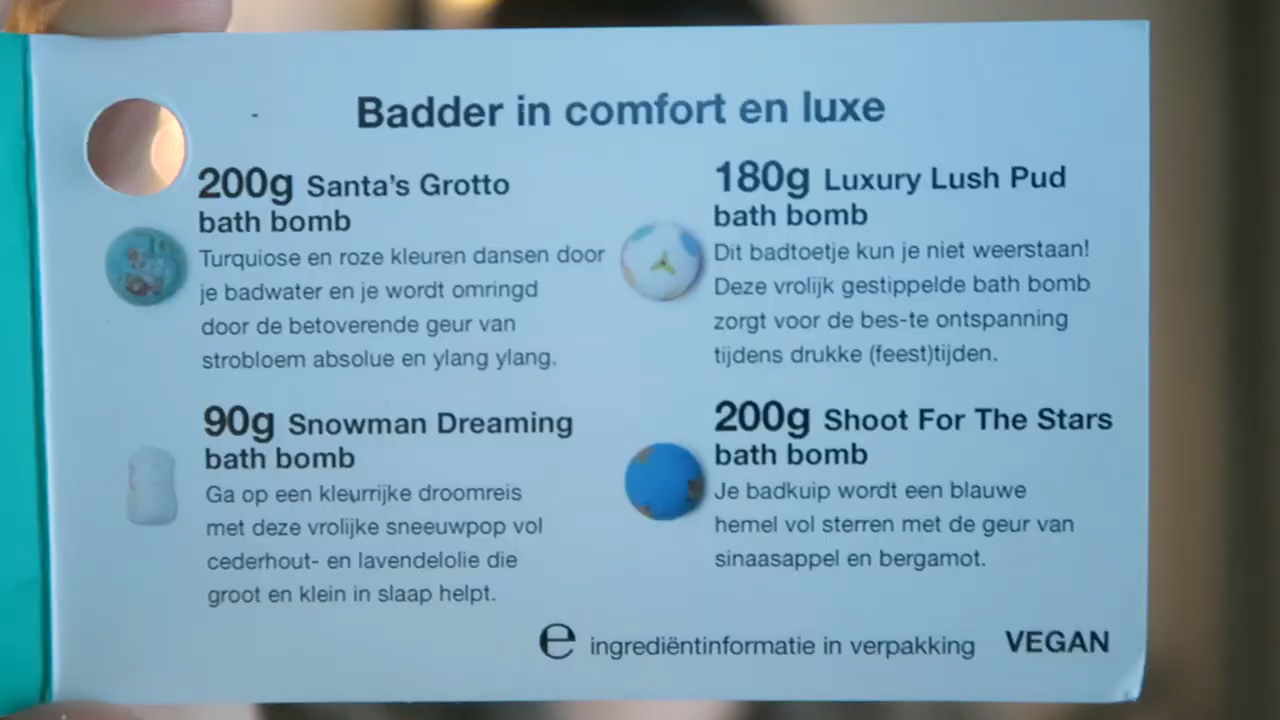 Badder in comfort en luxe
200g Santa's Grotto
bath bomb
Turquiose en roze kleuren dansen door
je badwater en je wordt omringd
door de betoverende geur van
strobloem absolue en ylang ylang.
180g Luxury Lush Pud
bath bomb
Dit badtoetje kun je niet weerstaan!
Deze vrolijk gestippelde bath bomb
zorgt voor de bes-te ontspanning
tijdens drukke (feest)tijden.
90g Snowman Dreaming
bath bomb
Ga op een kleurrijke droomreis
met deze vrolijke sneeuwpop vol
cederhout- en lavendelolie die
groot en klein in slaap helpt.
200g Shoot For The Stars
bath bomb
Je badkuip wordt een blauwe
hemel vol sterren met de geur van
sinaasappel en bergamot.
℮ ingrediëntinformatie in verpakking VEGAN